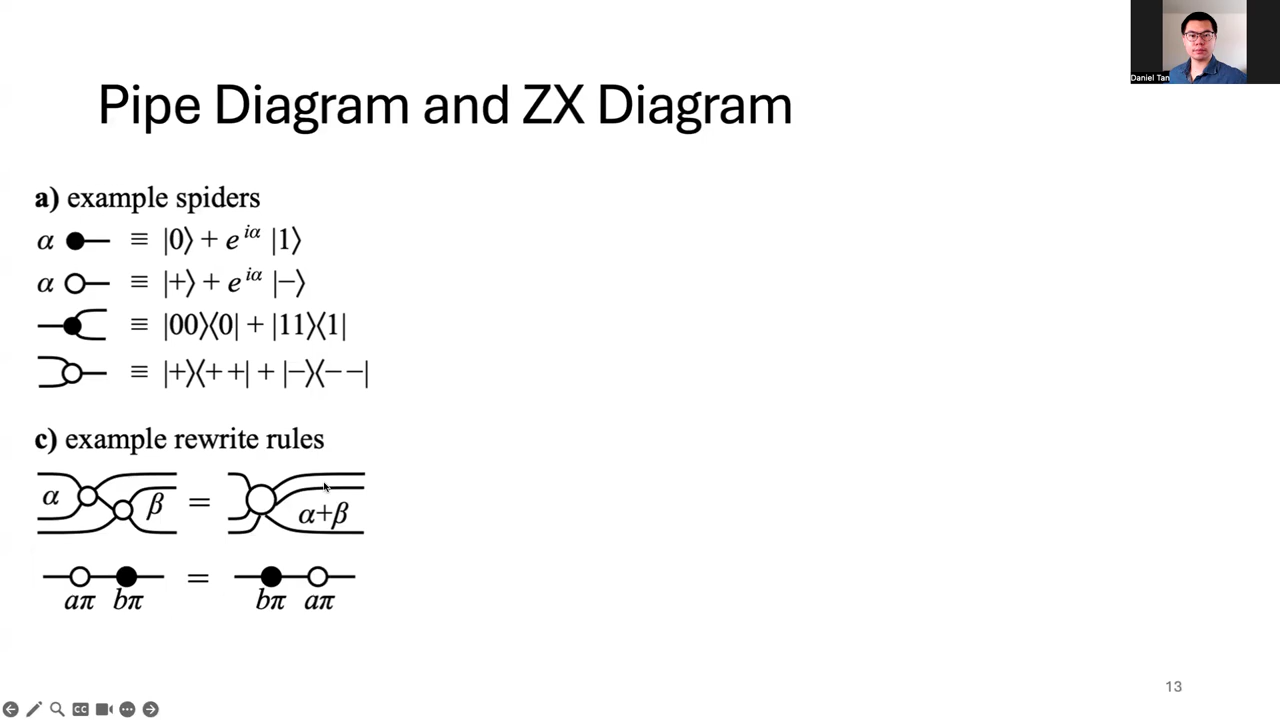 Daniel Tan
Pipe Diagram and ZX Diagram
a) example spiders
α ≡ |0⟩ + e^{iα} |1⟩
α ≡ |+⟩ + e^{iα} |−⟩
≡ |00⟩⟨0| + |11⟩⟨1|
≡ |+⟩⟨++| + |−⟩⟨−−|
c) example rewrite rules
α β = α+β
=
aπ bπ bπ aπ
13
CC